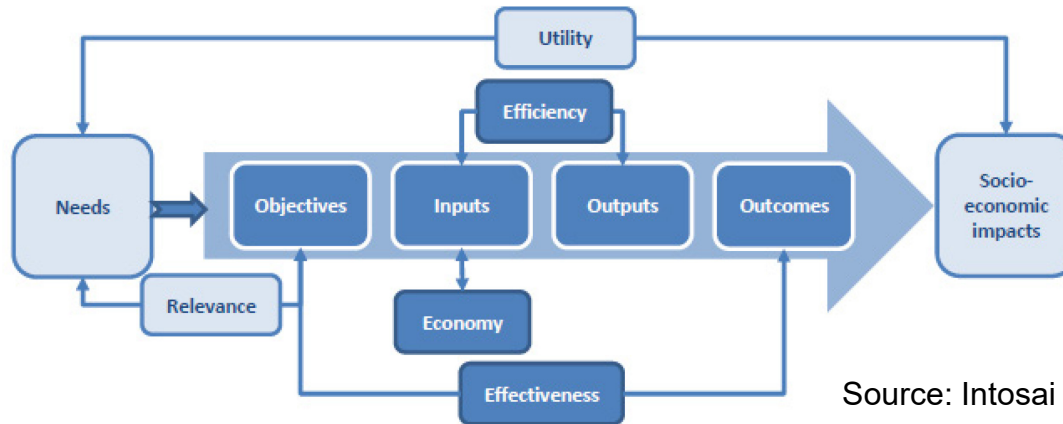 Utility
Efficiency
Needs
Objectives
Inputs
Outputs
Outcomes
Socio-
economic
impacts
Relevance
Economy
Effectiveness
Source: Intosai